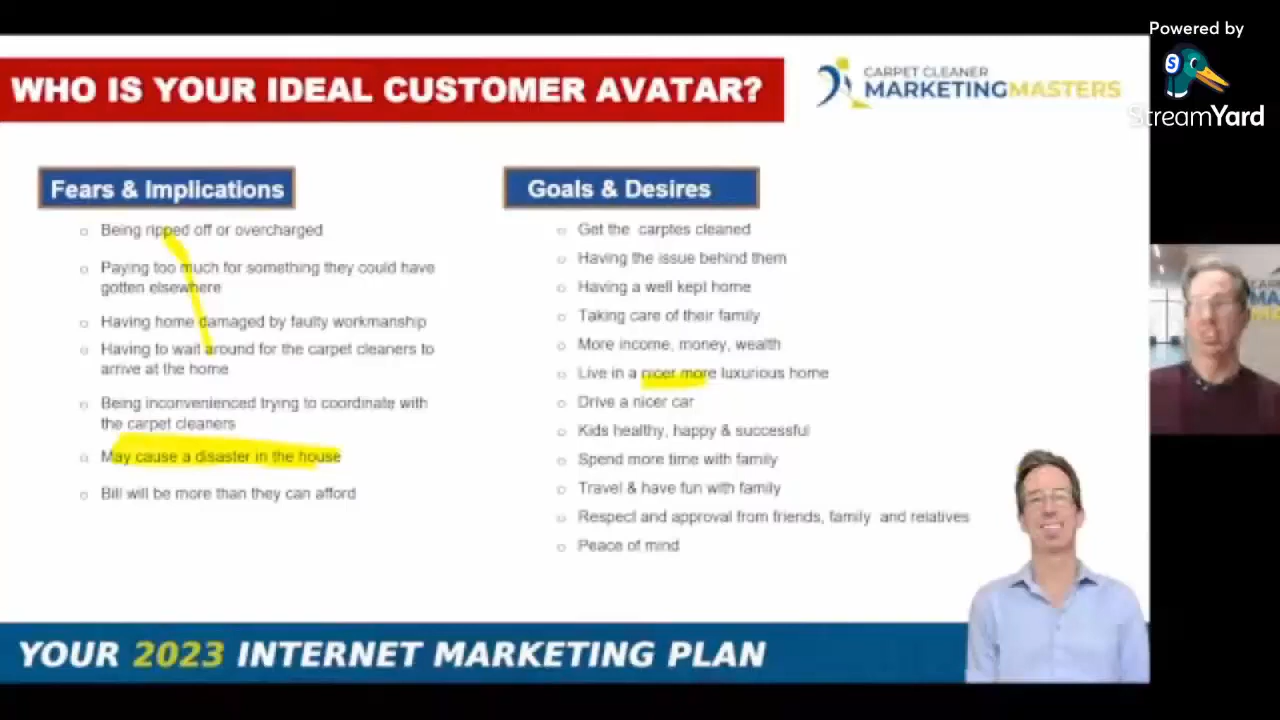 Powered by
StreamYard
WHO IS YOUR IDEAL CUSTOMER AVATAR?
CARPET CLEANER
MARKETINGMASTERS
Fears & Implications
Being ripped off or overcharged
Paying too much for something they could have
gotten elsewhere
Having home damaged by faulty workmanship
Having to wait around for the carpet cleaners to
arrive at the home
Being inconvenienced trying to coordinate with
the carpet cleaners
May cause a disaster in the house
Bill will be more than they can afford
Goals & Desires
Get the carptes cleaned
Having the issue behind them
Having a well kept home
Taking care of their family
More income, money, wealth
Live in a nicer more luxurious home
Drive a nicer car
Kids healthy, happy & successful
Spend more time with family
Travel & have fun with family
Respect and approval from friends, family and relatives
Peace of mind
YOUR 2023 INTERNET MARKETING PLAN